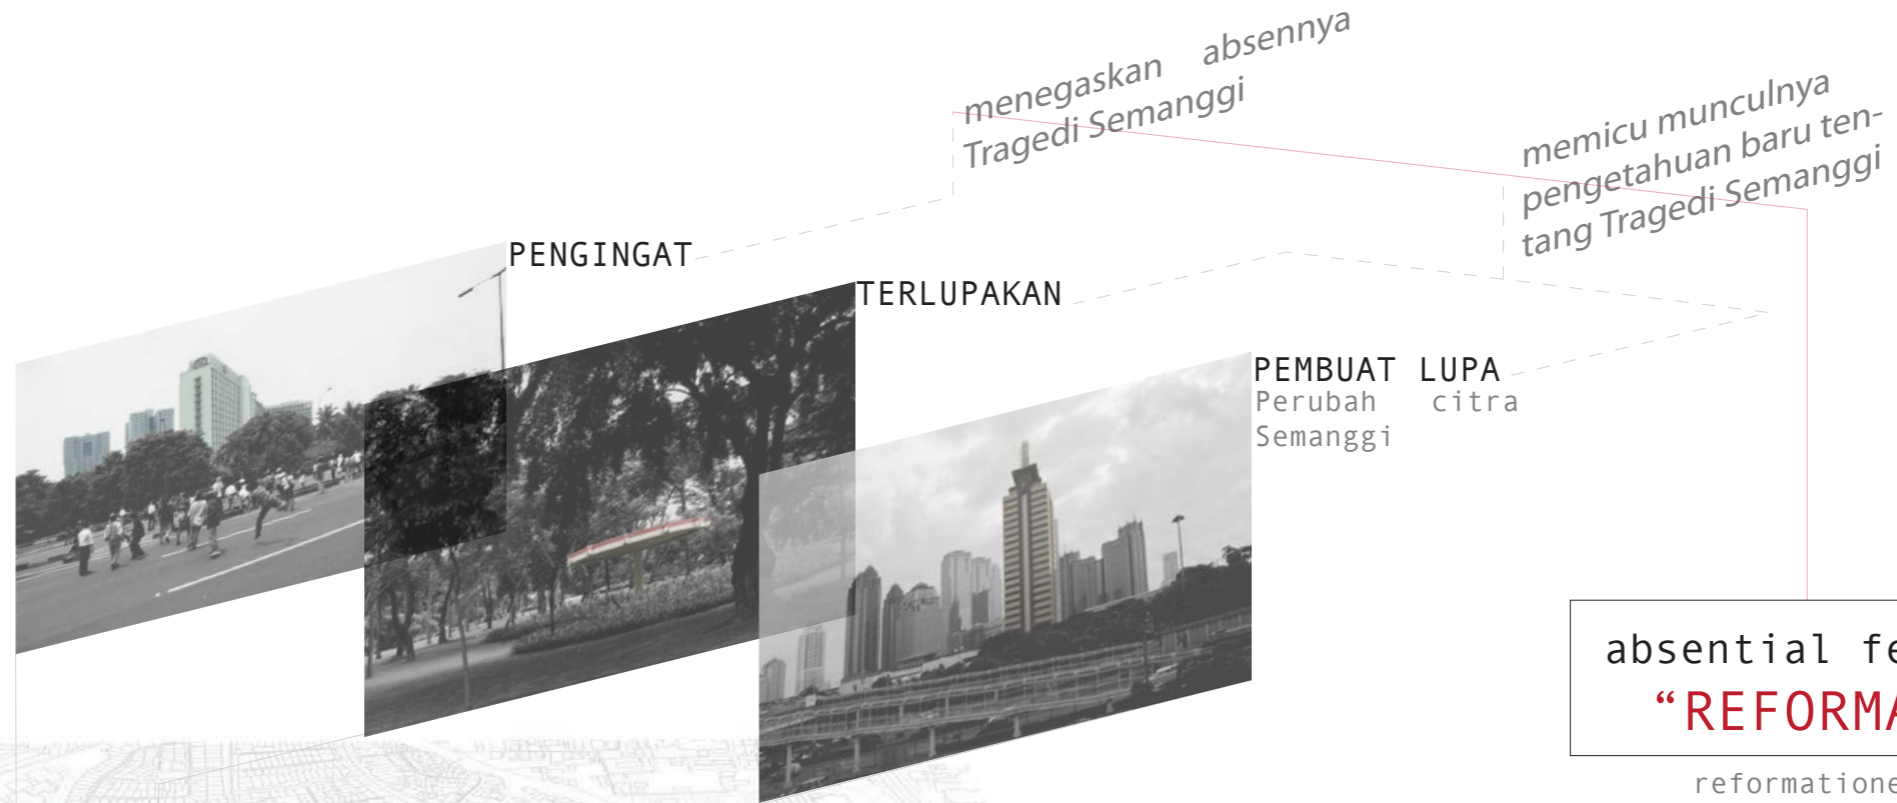 menegaskan absennya
Tragedi Semanggi
memicu munculnya
pengetahuan baru ten-
tang Tragedi Semanggi
PENGINGAT
TERLUPAKAN
PEMBUAT LUPA
Perubah citra
Semanggi
absential fe
“REFORMA
reformatione